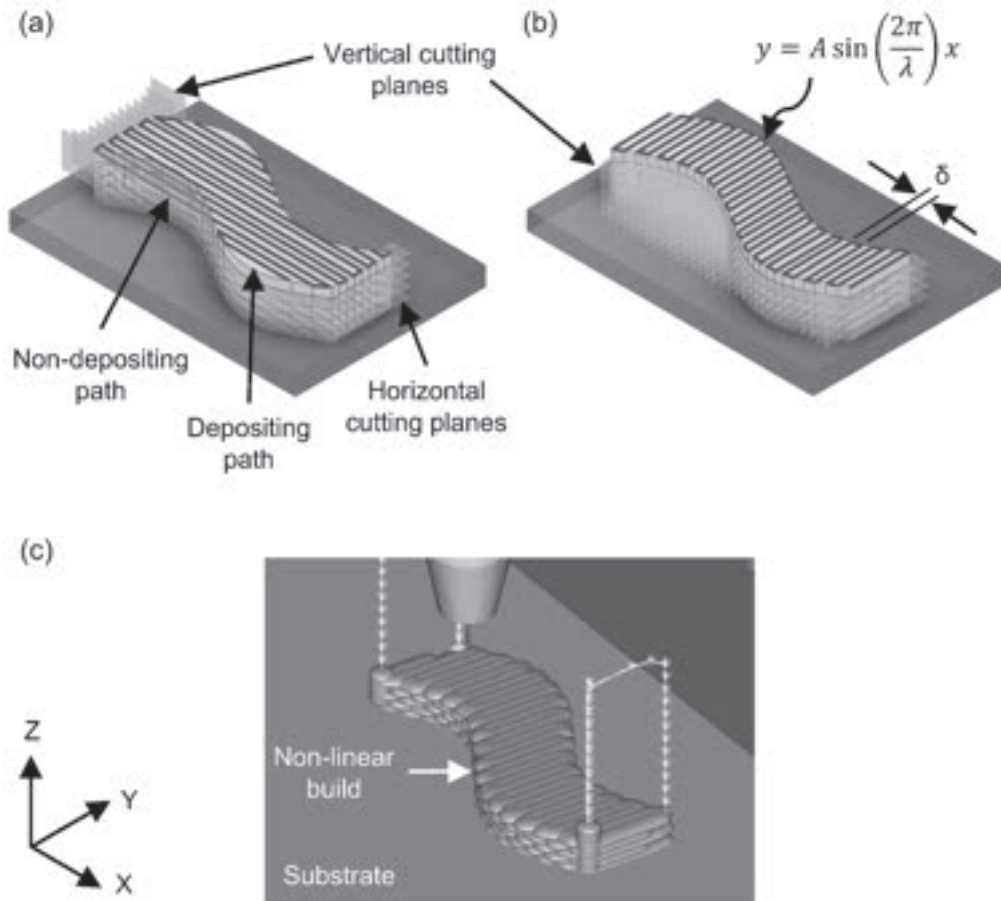 (a)
Vertical cutting
planes
Non-depositing
path
Depositing
path
Horizontal
cutting planes
(b)
y = A sin (2π/λ) x
δ
(c)
Non-linear
build
Substrate
Z
Y
X